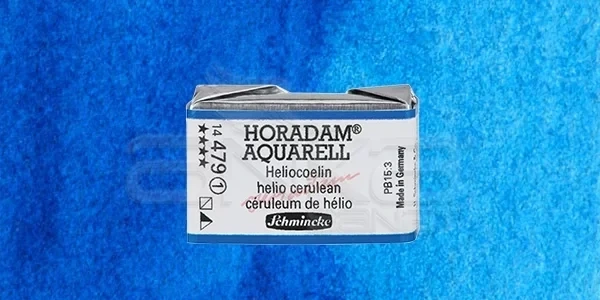 HORADAM®
AQUARELL
Heliocoelin
helio cerulean
céruleum de hélio
Schmincke
14 479 ①
★★★★
PB15:3
Made in Germany